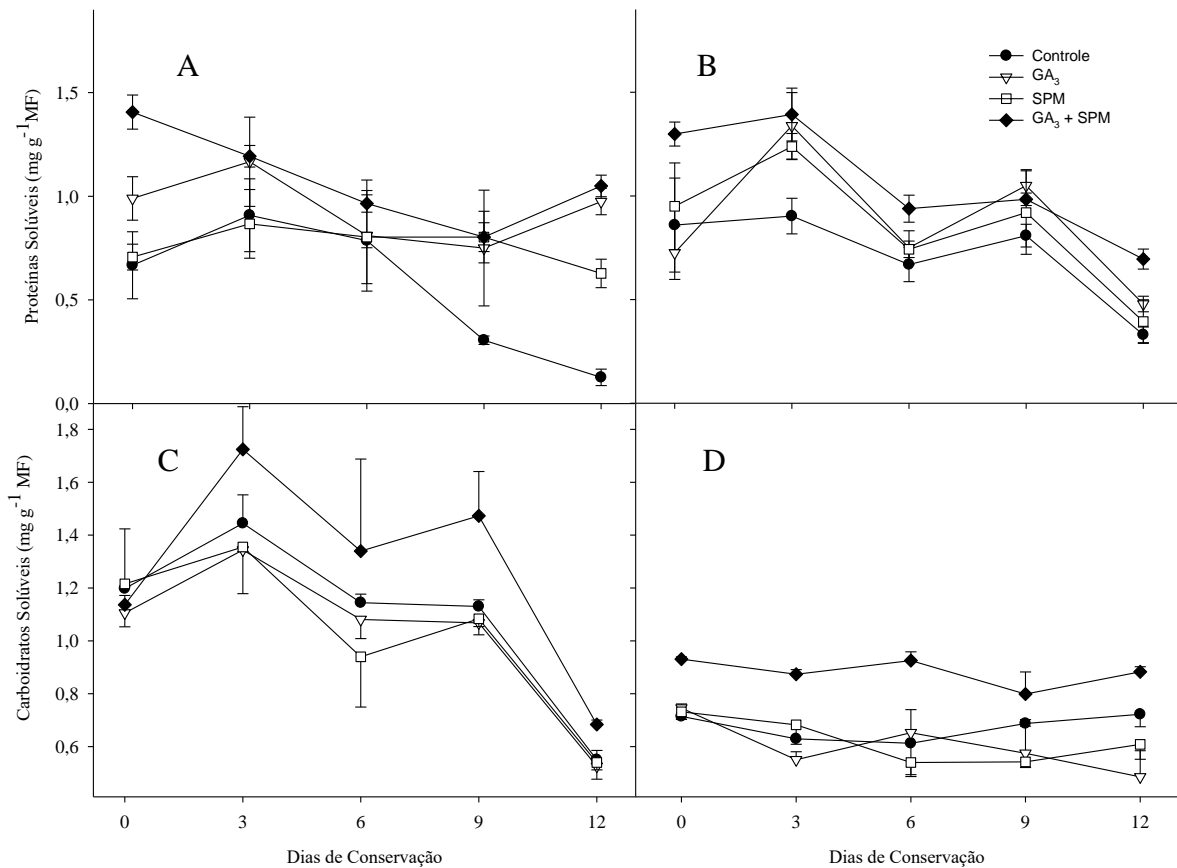 A
B
Controle
GA3
SPM
GA3 + SPM
Proteínas Solúveis (mg g-1MF)
1,5
1,0
0,5
0,0
C
D
Carboidratos Solúveis (mg g-1 MF)
1,8
1,6
1,4
1,2
1,0
0,8
0,6
0 3 6 9 12 0 3 6 9 12
Dias de Conservação Dias de Conservação